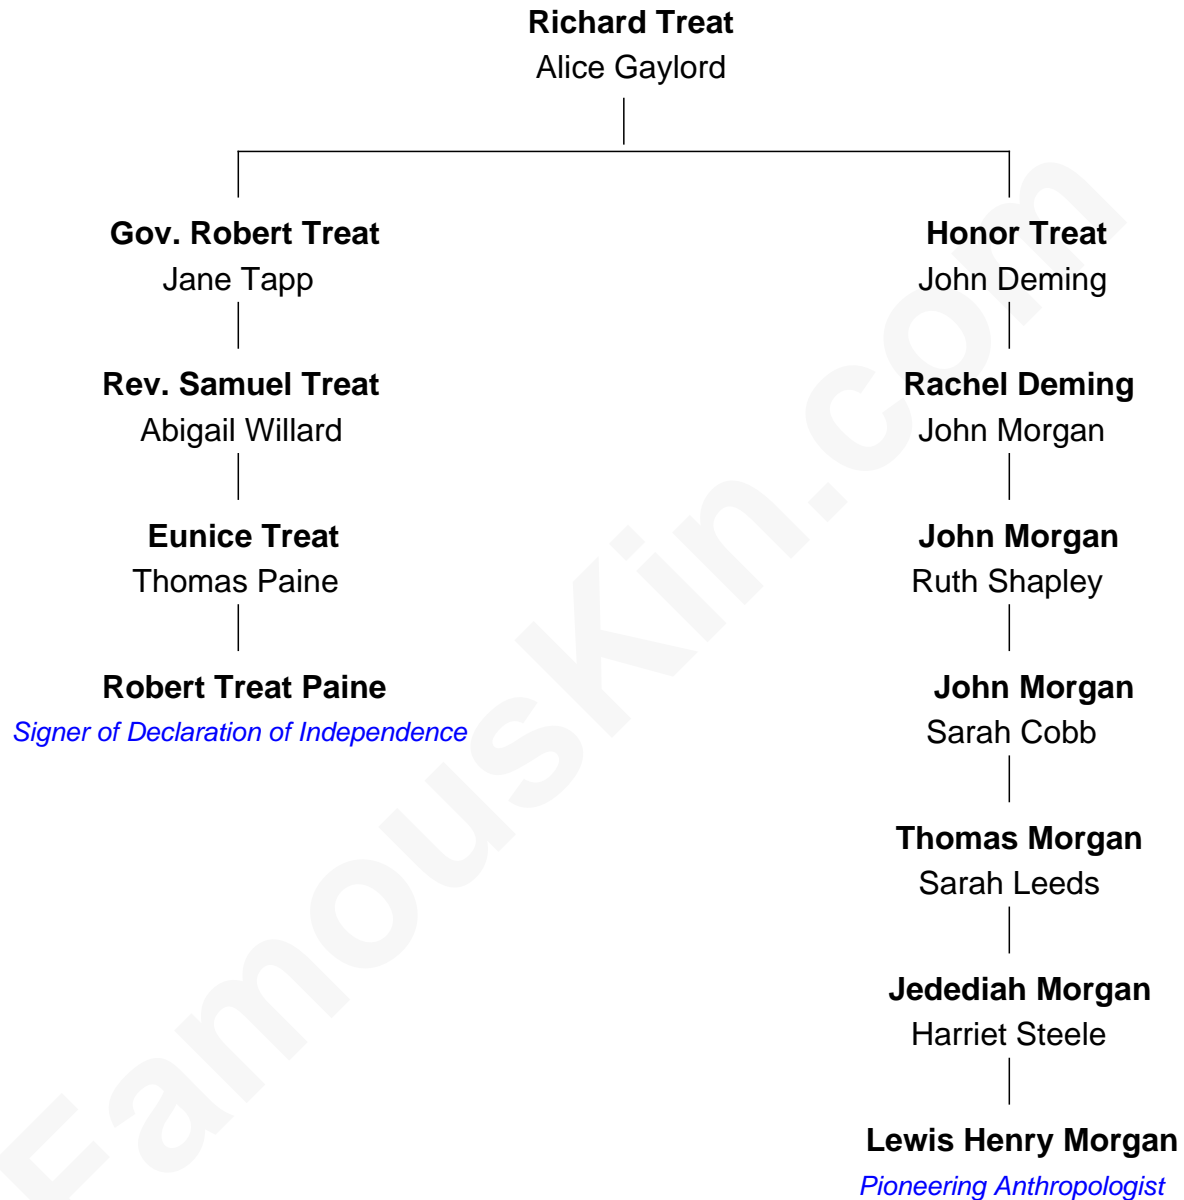 Richard Treat
Alice Gaylord
Gov. Robert Treat
Jane Tapp
Rev. Samuel Treat
Abigail Willard
Eunice Treat
Thomas Paine
Robert Treat Paine
Signer of Declaration of Independence
Honor Treat
John Deming
Rachel Deming
John Morgan
John Morgan
Ruth Shapley
John Morgan
Sarah Cobb
Thomas Morgan
Sarah Leeds
Jedediah Morgan
Harriet Steele
Lewis Henry Morgan
Pioneering Anthropologist
FamousKin.com